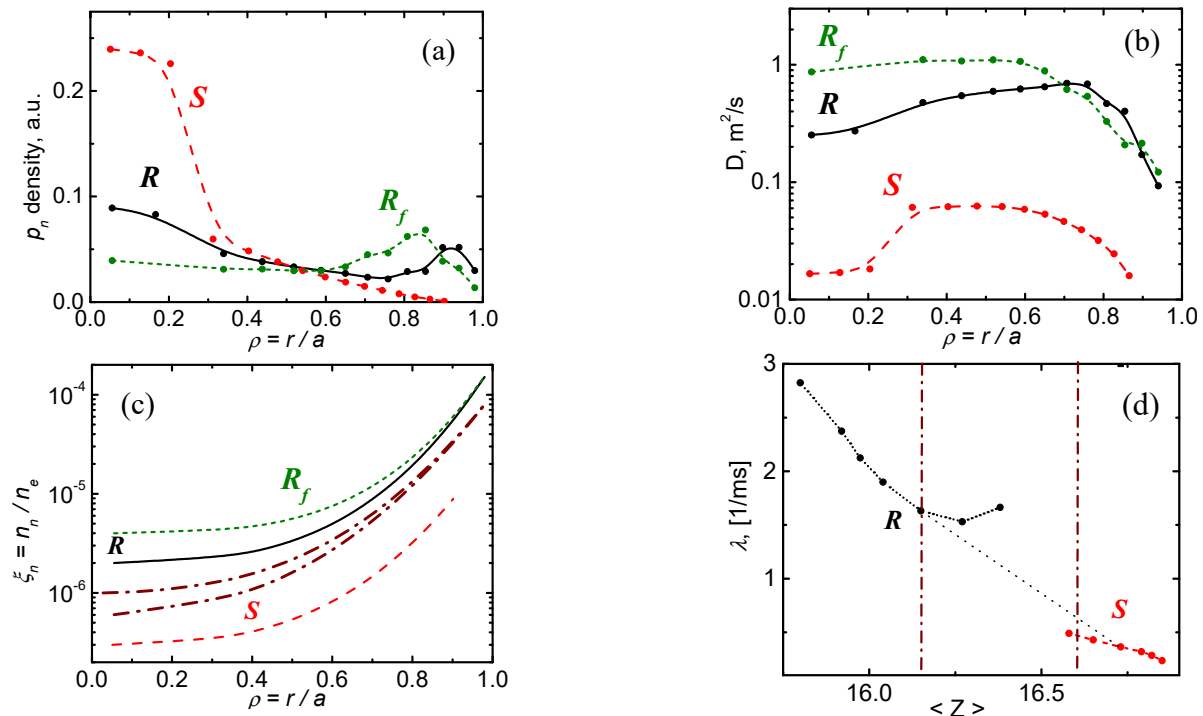 (a)
p_n density, a.u.
0.2
0.1
0.0
S
R
R_f
0.0 0.2 0.4 0.6 0.8 1.0
ρ = r / a
(b)
D, m²/s
1
0.1
0.01
R_f
R
S
0.0 0.2 0.4 0.6 0.8 1.0
ρ = r / a
(c)
ξ_n = n_n / n_e
10⁻⁴
10⁻⁵
10⁻⁶
R_f
R
S
0.0 0.2 0.4 0.6 0.8 1.0
ρ = r / a
(d)
λ, [1/ms]
3
2
1
R
S
16.0 16.5
< Z >